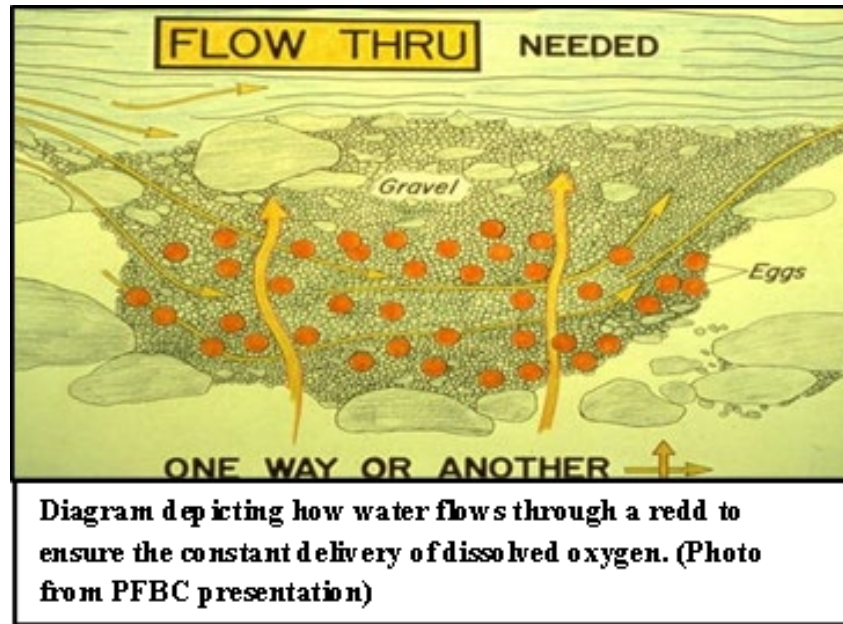 FLOW THRU NEEDED
Gravel
Eggs
ONE WAY OR ANOTHER
Diagram depicting how water flows through a redd to
ensure the constant delivery of dissolved oxygen. (Photo
from PFBC presentation)